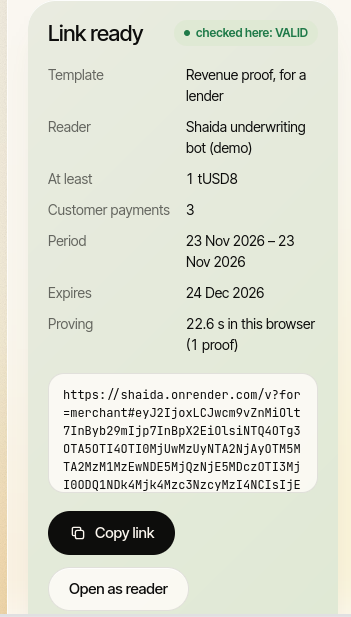 Link ready
checked here: VALID
Template
Revenue proof, for a
lender
Reader
Shaida underwriting
bot (demo)
At least
1 tUSD8
Customer payments
3
Period
23 Nov 2026 – 23
Nov 2026
Expires
24 Dec 2026
Proving
22.6 s in this browser
(1 proof)
https://shaida.onrender.com/v?for
=merchant#eyJ2IjoxLCJwcm9vZnMiOlt
7InByb29mIjp7InBpX2EiOlsiNTQ4OTg3
OTA5OTI4OTI0MjUwMzUyNTA2NjAyOTM5M
TA2MzM1MzEwNDE5MjQzNjE5MDczOTI3Mj
I0ODQ1NDk4Mjk4Mzc3NzcyMzI4NCIsIjE
Copy link
Open as reader